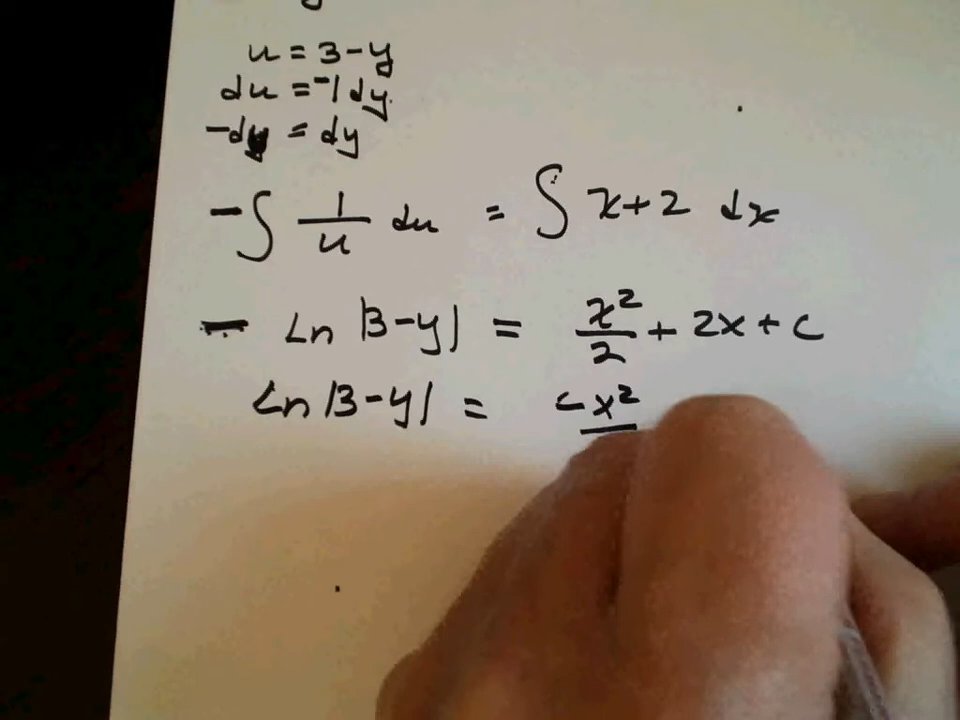 u = 3-y
du = -1 dy
-dy = dy
-∫ 1/u du = ∫ x+2 dx
- Ln |3-y| = x²/2 + 2x + c
Ln |3-y| = -x²